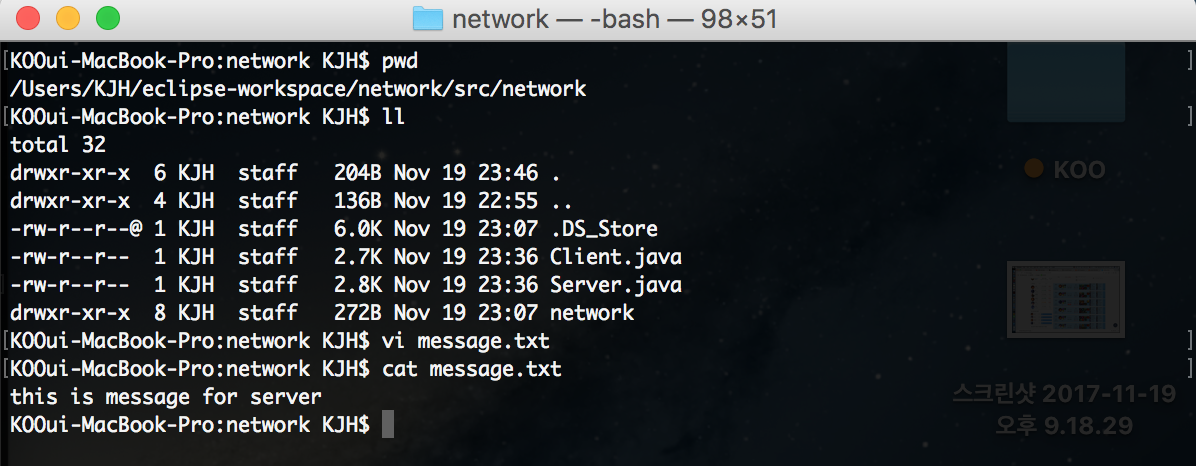 network — -bash — 98×51
[KOOui-MacBook-Pro:network KJH$ pwd ]
/Users/KJH/eclipse-workspace/network/src/network
[KOOui-MacBook-Pro:network KJH$ ll ]
total 32
drwxr-xr-x  6 KJH  staff   204B Nov 19 23:46 .
drwxr-xr-x  4 KJH  staff   136B Nov 19 22:55 ..
-rw-r--r--@ 1 KJH  staff   6.0K Nov 19 23:07 .DS_Store
-rw-r--r--  1 KJH  staff   2.7K Nov 19 23:36 Client.java
-rw-r--r--  1 KJH  staff   2.8K Nov 19 23:36 Server.java
drwxr-xr-x  8 KJH  staff   272B Nov 19 23:07 network
[KOOui-MacBook-Pro:network KJH$ vi message.txt ]
[KOOui-MacBook-Pro:network KJH$ cat message.txt ]
this is message for server
KOOui-MacBook-Pro:network KJH$
KOO
스크린샷 2017-11-19
오후 9.18.29